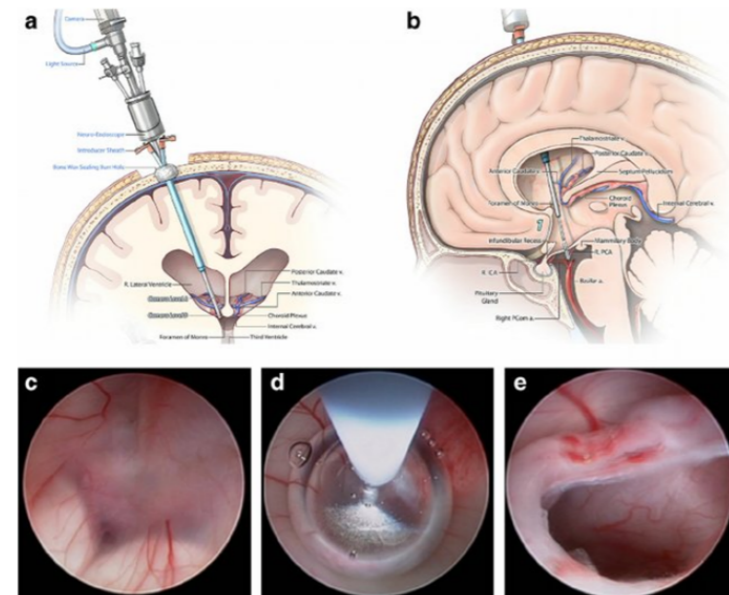 a
Camera
Light Source
Neuro-Endoscope
Introducer Sheath
Bone Wax Sealing Burr Hole
R. Lateral Ventricle
Posterior Caudate v.
Thalamostriate v.
Anterior Caudate v.
Choroid Plexus
Internal Cerebral v.
Foramen of Monro
Third Ventricle
b
Thalamostriate v.
Posterior Caudate v.
Anterior Caudate v.
Septum Pellucidum
Foramen of Monro
Choroid
Plexus
Internal Cerebral v.
Infundibular Recess
Mammillary Body
R. PCA
R. ICA
Basilar a.
Pituitary
Gland
Right PCom a.
c
d
e